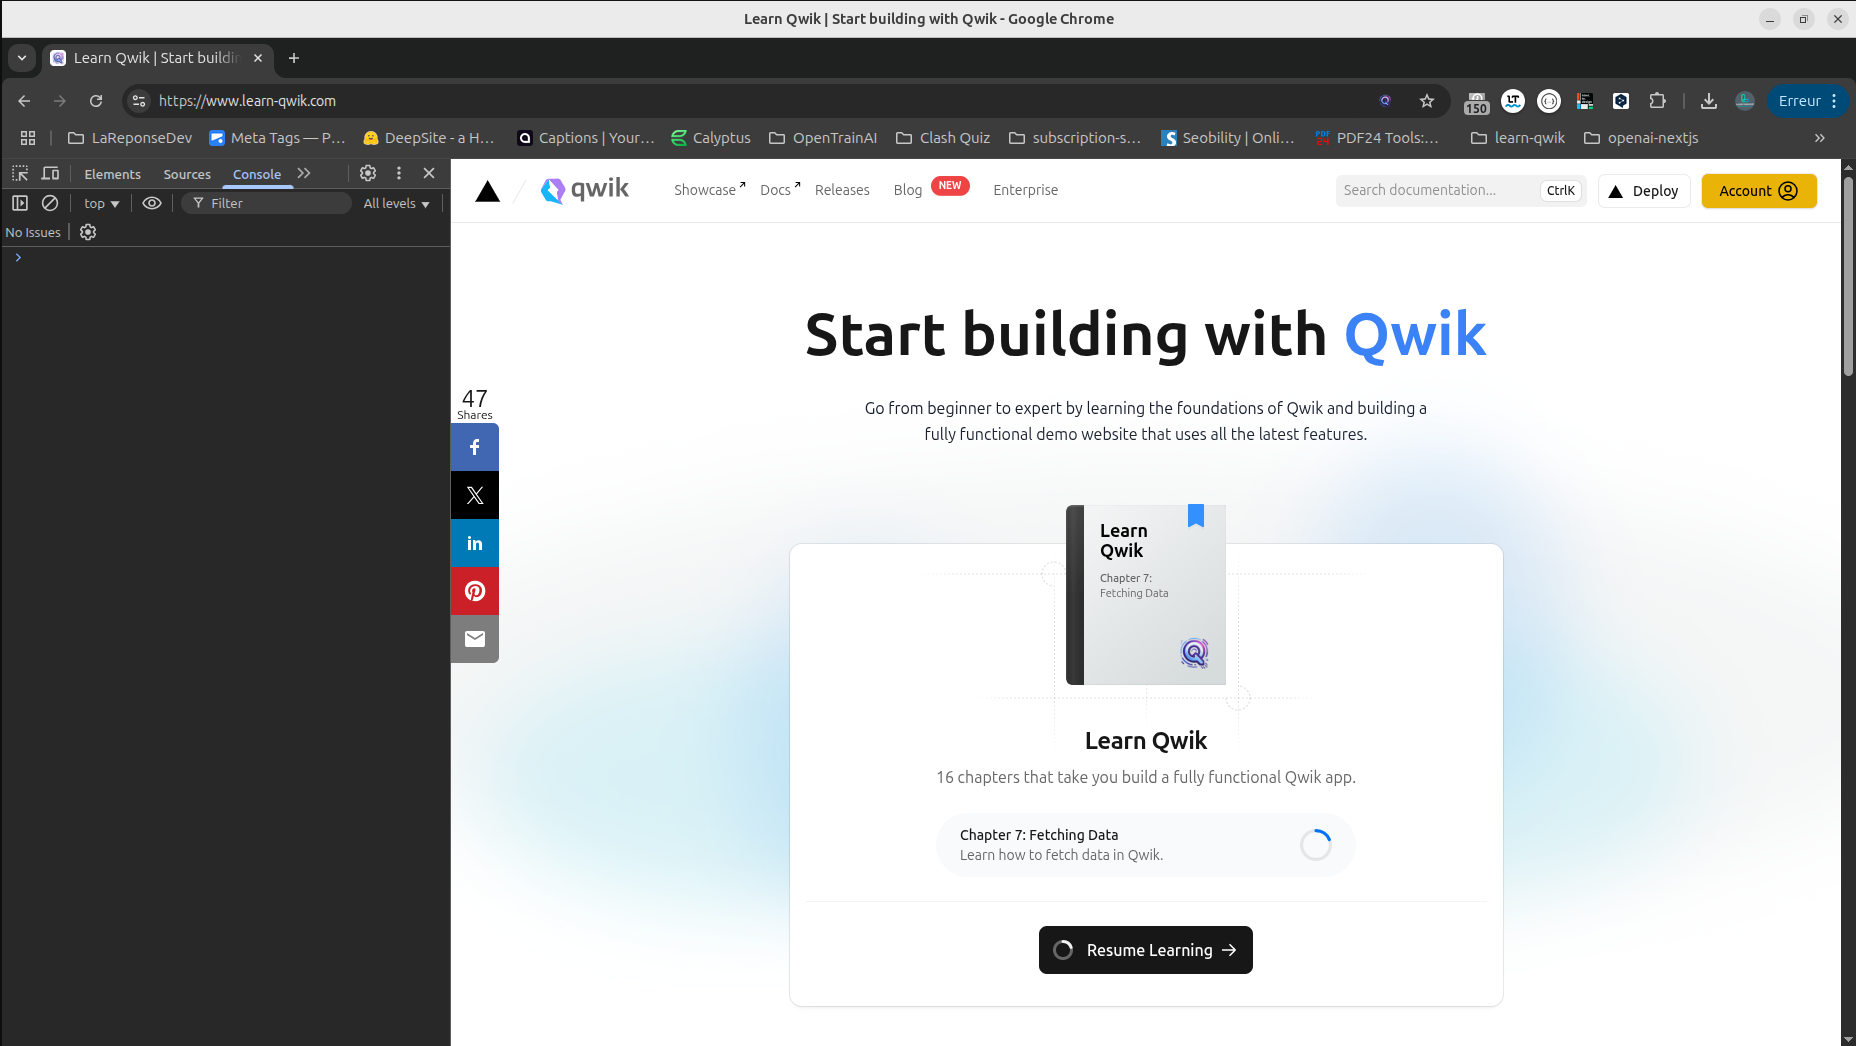 Learn Qwik | Start building with Qwik - Google Chrome
Learn Qwik | Start buildin
https://www.learn-qwik.com
150
LT
Erreur
LaReponseDev
Meta Tags — P…
DeepSite - a H…
Captions | Your…
Calyptus
OpenTrainAI
Clash Quiz
subscription-s…
Seobility | Onli…
PDF24 Tools:…
learn-qwik
openai-nextjs
Elements
Sources
Console
top
Filter
All levels
No Issues
qwik
Showcase
Docs
Releases
Blog
NEW
Enterprise
Search documentation...
CtrlK
Deploy
Account
Start building with Qwik
Go from beginner to expert by learning the foundations of Qwik and building a
fully functional demo website that uses all the latest features.
47
Shares
Learn
Qwik
Chapter 7:
Fetching Data
Learn Qwik
16 chapters that take you build a fully functional Qwik app.
Chapter 7: Fetching Data
Learn how to fetch data in Qwik.
Resume Learning